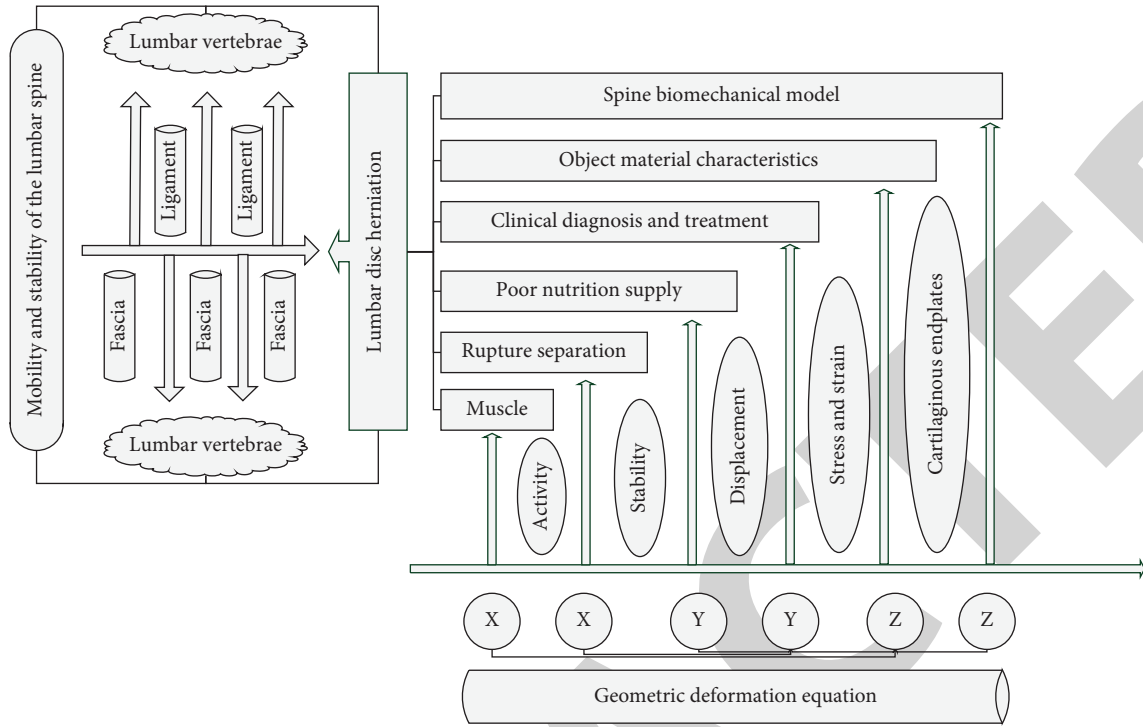 Mobility and stability of the lumbar spine
Lumbar vertebrae
Ligament
Ligament
Fascia
Fascia
Fascia
Lumbar vertebrae
Lumbar disc herniation
Spine biomechanical model
Object material characteristics
Clinical diagnosis and treatment
Poor nutrition supply
Rupture separation
Muscle
Activity
Stability
Displacement
Stress and strain
Cartilaginous endplates
X
X
Y
Y
Z
Z
Geometric deformation equation